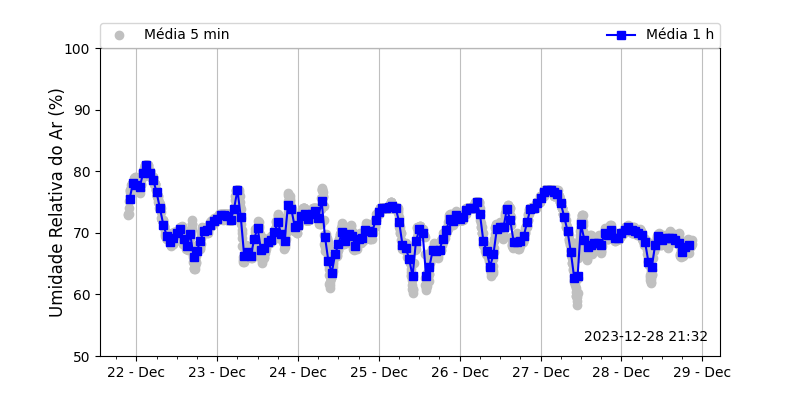 Média 5 min
Média 1 h
Umidade Relativa do Ar (%)
100
90
80
70
60
50
2023-12-28 21:32
22 - Dec
23 - Dec
24 - Dec
25 - Dec
26 - Dec
27 - Dec
28 - Dec
29 - Dec